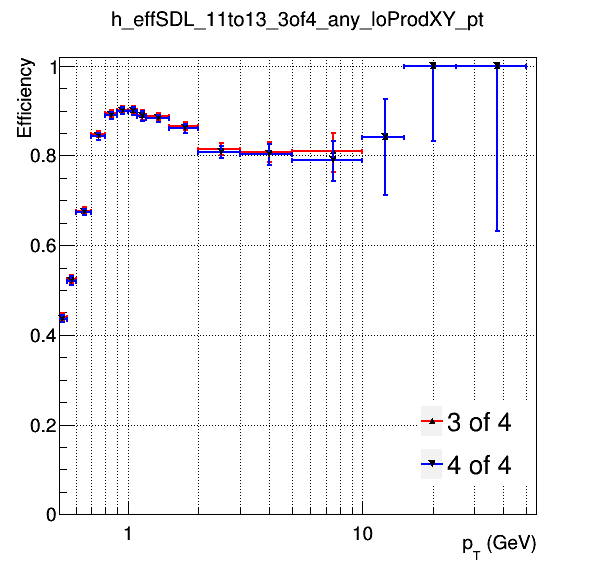 h_effSDL_11to13_3of4_any_loProdXY_pt
Efficiency
1
0.8
0.6
0.4
0.2
0
1
10
p_T (GeV)
3 of 4
4 of 4